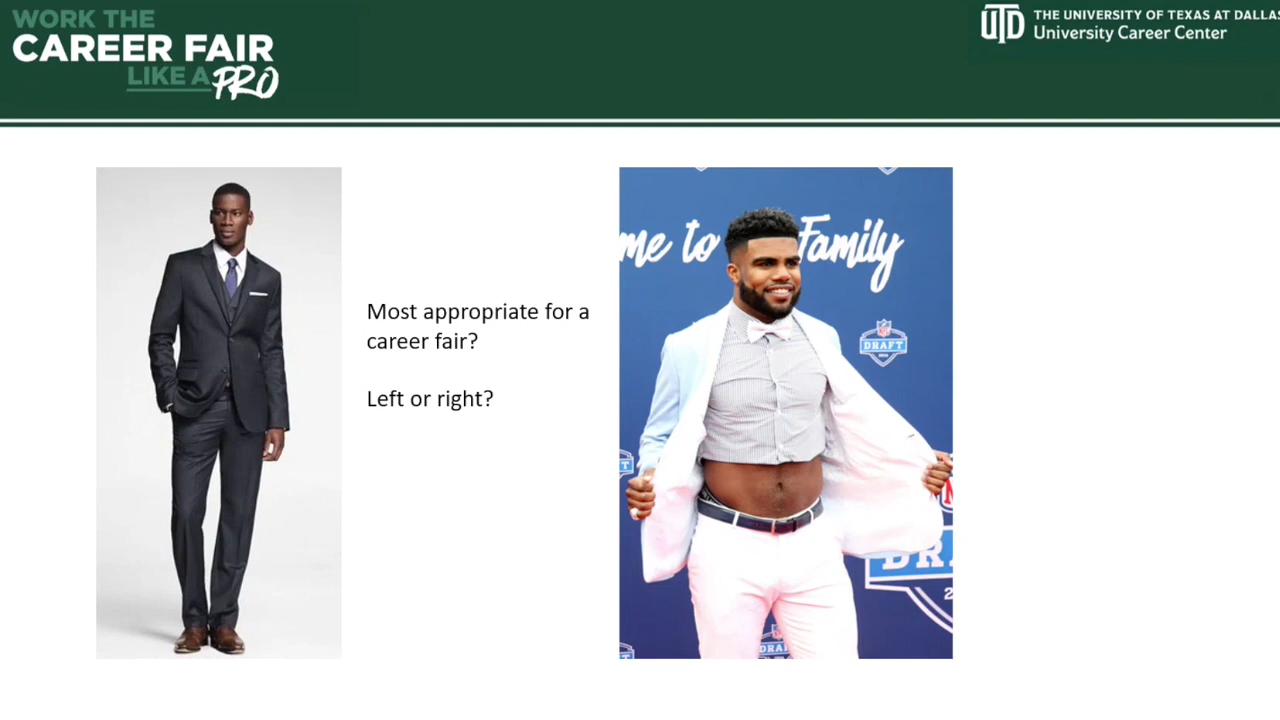 WORK THE
CAREER FAIR
LIKE A PRO
UTD
THE UNIVERSITY OF TEXAS AT DALLAS
University Career Center
Most appropriate for a
career fair?
Left or right?
me to Family
DRAFT